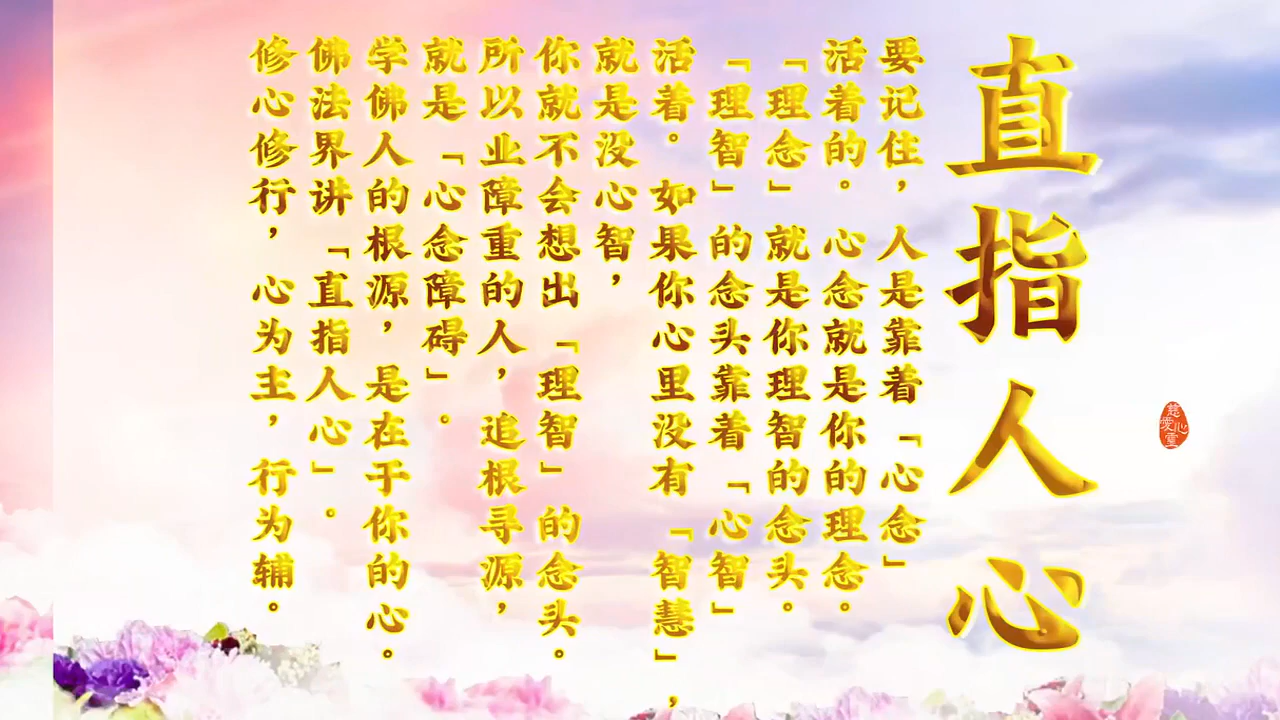 直指人心
要记住，人是靠着「心念」
活着的。心念就是你的理念。
「理念」就是你理智的念头。
「理智」的念头靠着「心智」
活着。如果你心里没有「智慧」，
就是没心智，
你就不会想出「理智」的念头。
所以业障重的人，追根寻源，
就是「心念障碍」。
学佛人的根源，是在于你的心。
佛法界讲「直指人心」。
修心修行，心为主，行为辅。
慈心
愛重